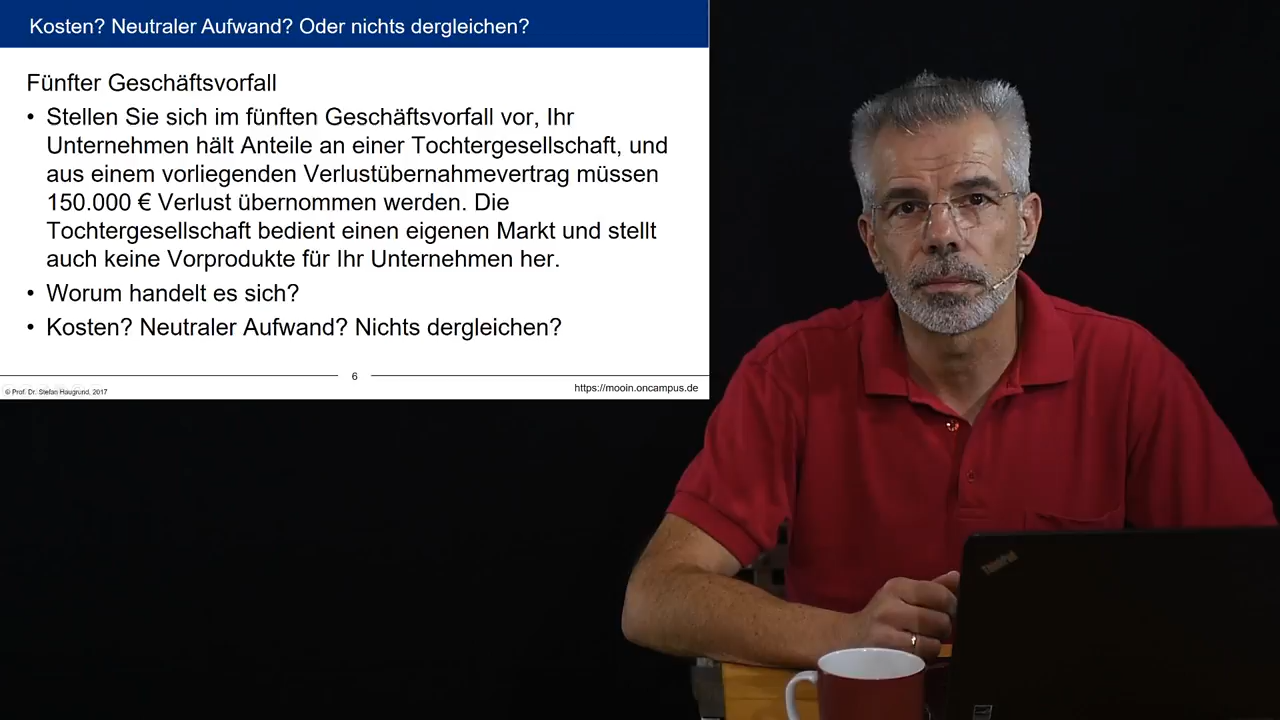 Kosten? Neutraler Aufwand? Oder nichts dergleichen?
Fünfter Geschäftsvorfall
• Stellen Sie sich im fünften Geschäftsvorfall vor, Ihr
Unternehmen hält Anteile an einer Tochtergesellschaft, und
aus einem vorliegenden Verlustübernahmevertrag müssen
150.000 € Verlust übernommen werden. Die
Tochtergesellschaft bedient einen eigenen Markt und stellt
auch keine Vorprodukte für Ihr Unternehmen her.
• Worum handelt es sich?
• Kosten? Neutraler Aufwand? Nichts dergleichen?
6
© Prof. Dr. Stefan Haugrund, 2017
https://mooin.oncampus.de
ThinkPad